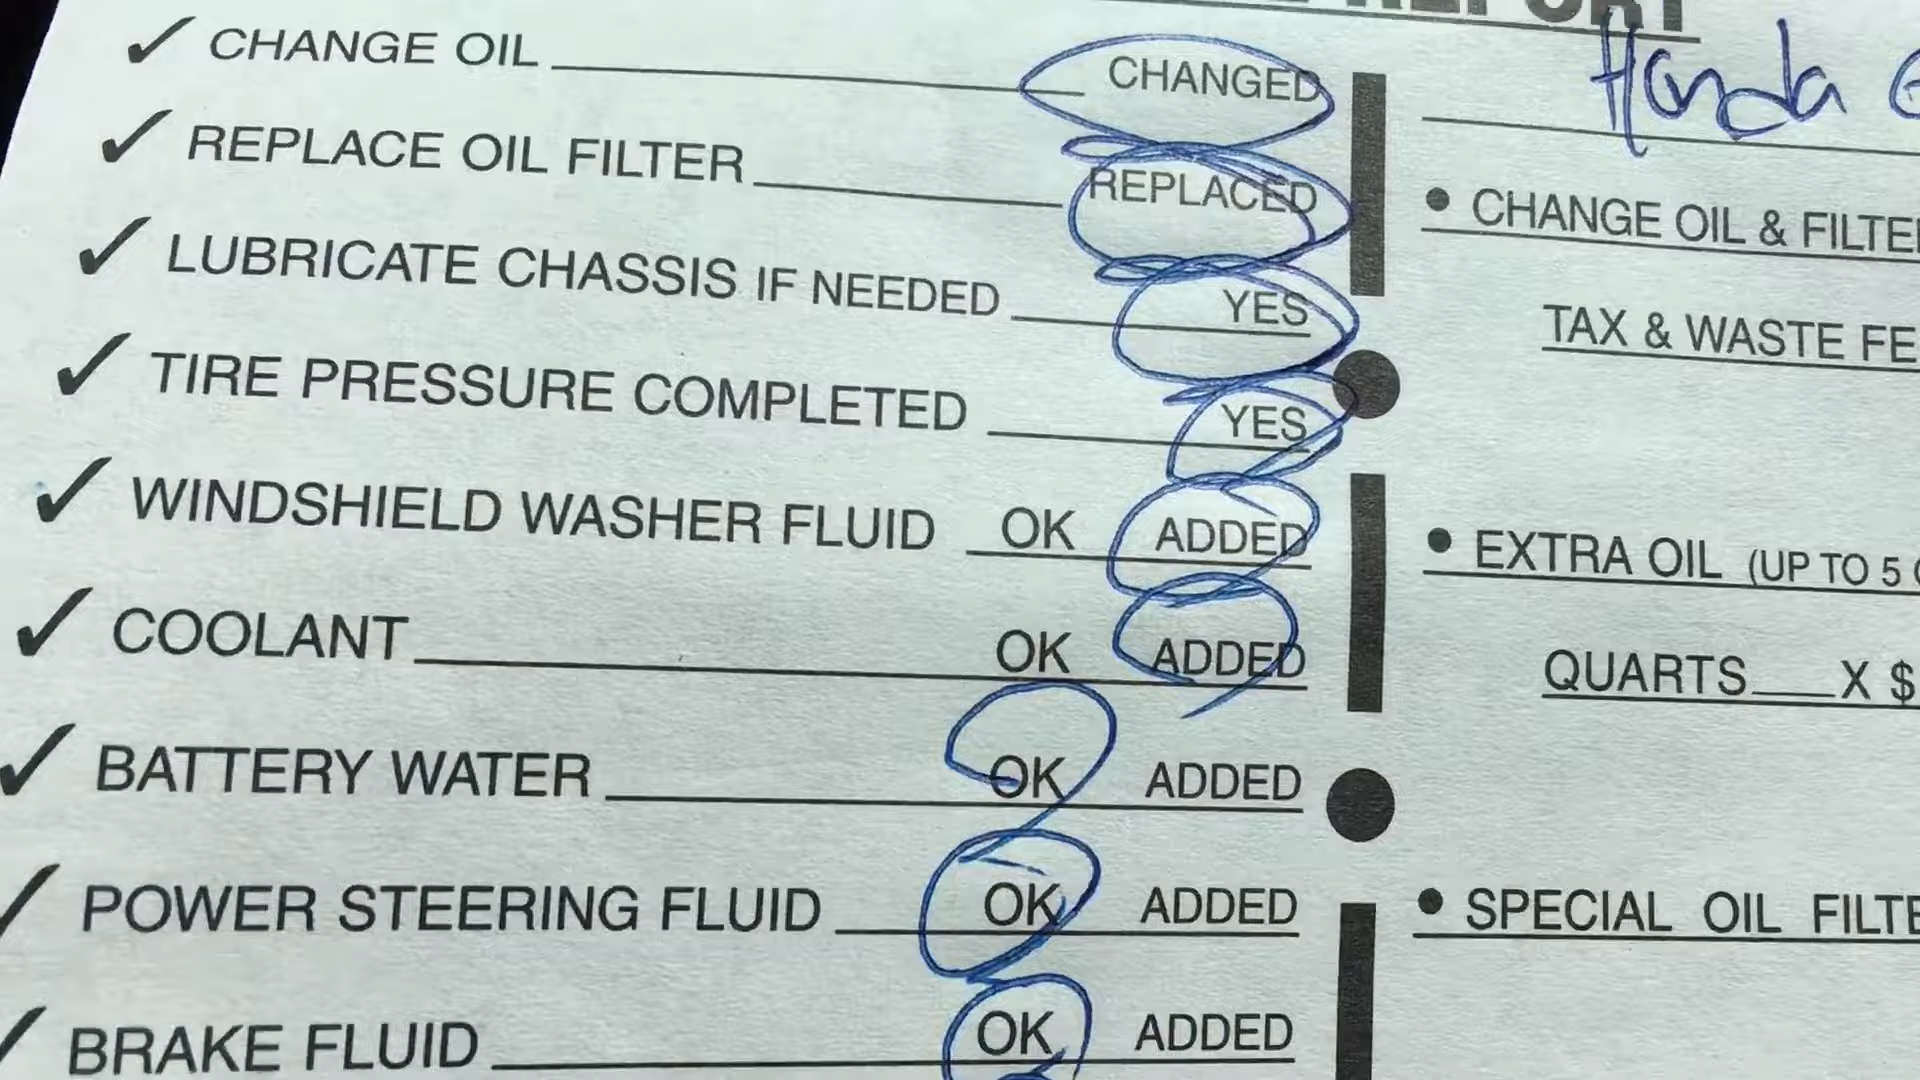 REPORT
Honda
✓ CHANGE OIL CHANGED
✓ REPLACE OIL FILTER REPLACED
✓ LUBRICATE CHASSIS IF NEEDED YES
✓ TIRE PRESSURE COMPLETED YES
✓ WINDSHIELD WASHER FLUID OK ADDED
✓ COOLANT OK ADDED
✓ BATTERY WATER OK ADDED
✓ POWER STEERING FLUID OK ADDED
✓ BRAKE FLUID OK ADDED
• CHANGE OIL & FILTE
TAX & WASTE FE
• EXTRA OIL (UP TO 5
QUARTS___X $
• SPECIAL OIL FILTE